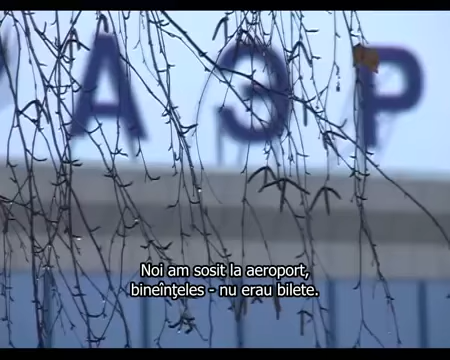 АЭР
Noi am sosit la aeroport,
bineînţeles - nu erau bilete.